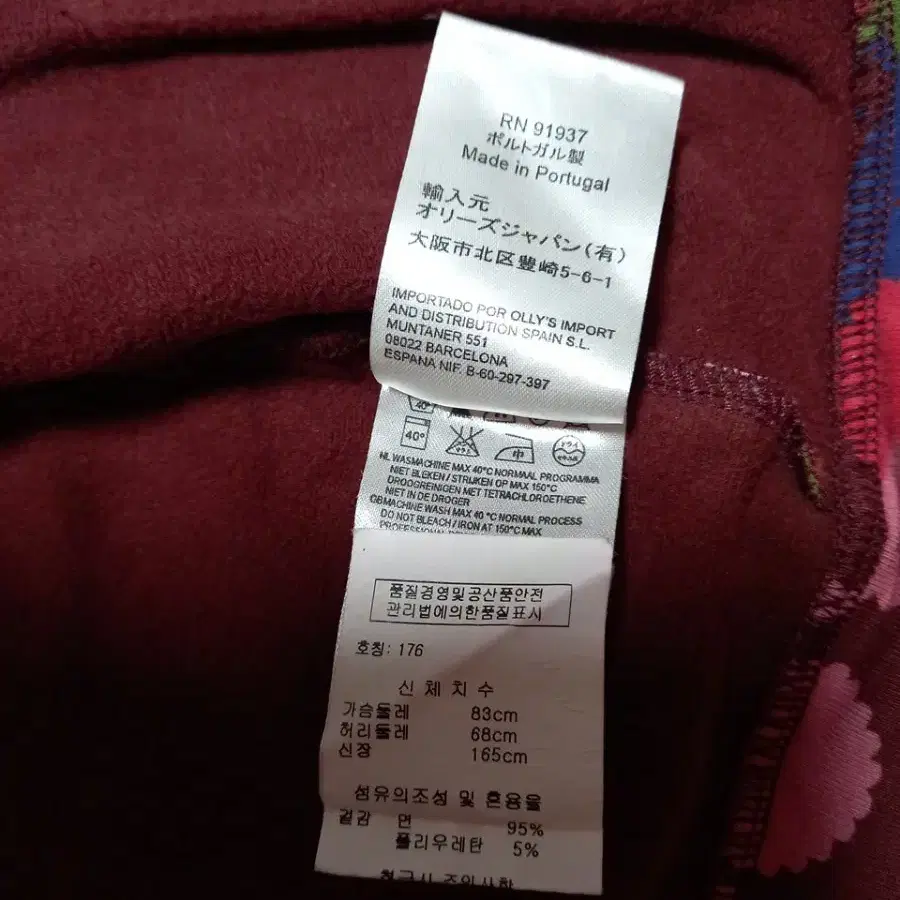 RN 91937
ポルトガル製
Made in Portugal
輸入元
オリーズジャパン(有)
大阪市北区豊崎5-6-1
IMPORTADO POR OLLY'S IMPORT
AND DISTRIBUTION SPAIN S.L.
MUNTANER 551
08022 BARCELONA
ESPANA NIF. B-60-297-397
40°
中
ドライ
NL WASMACHINE MAX 40°C NORMAAL PROGRAMMA
NIET BLEKEN / STRIJKEN OP MAX 150°C
DROOGREINIGEN MET TETRACHLOROETHENE
NIET IN DE DROGER
GB MACHINE WASH MAX 40 °C NORMAL PROCESS
DO NOT BLEACH / IRON AT 150°C MAX
품질경영및공산품안전
관리법에의한품질표시
호칭: 176
신 체 치 수
가슴둘레 83cm
허리둘레 68cm
신장 165cm
섬유의조성 및 혼용율
겉감 면 95%
폴리우레탄 5%